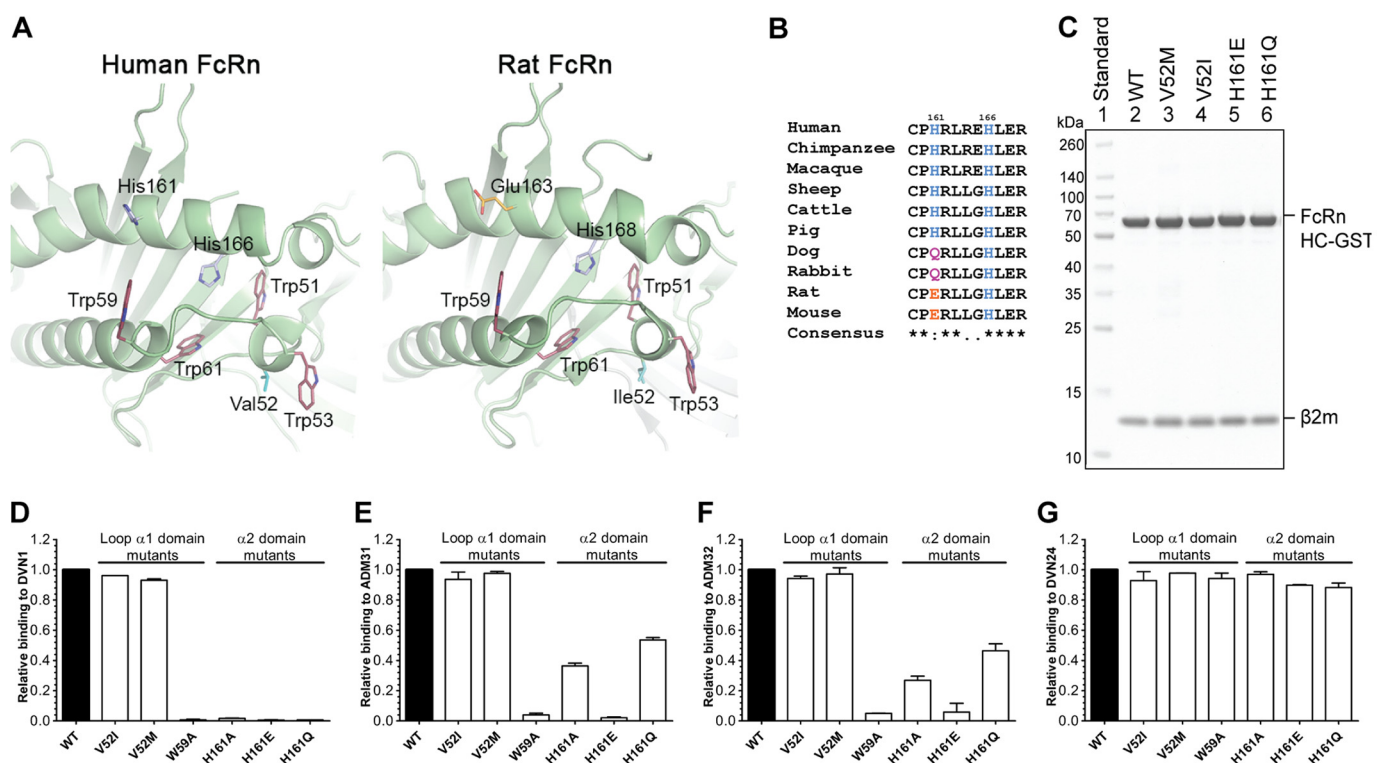 A
Human FcRn
His161
His166
Trp59
Trp51
Trp61
Val52
Trp53
Rat FcRn
Glu163
His168
Trp59
Trp51
Trp61
Ile52
Trp53
B
161 166
Human CPHRLREHLER
Chimpanzee CPHRLREHLER
Macaque CPHRLREHLER
Sheep CPHRLLGHLER
Cattle CPHRLLGHLER
Pig CPHRLLGHLER
Dog CPQRLLGHLER
Rabbit CPQRLLGHLER
Rat CPERLLGHLER
Mouse CPERLLGHLER
Consensus **:**..****
C
Standard WT V52M V52I H161E H161Q
kDa 1 2 3 4 5 6
260
140
100
70
50
40
35
25
15
10
FcRn
HC-GST
β2m
D
Relative binding to DVN1
Loop α1 domain
mutants
α2 domain
mutants
1.2
1.0
0.8
0.6
0.4
0.2
0.0
WT V52I V52M W59A H161A H161E H161Q
E
Relative binding to ADM31
Loop α1 domain
mutants
α2 domain
mutants
1.2
1.0
0.8
0.6
0.4
0.2
0.0
WT V52I V52M W59A H161A H161E H161Q
F
Relative binding to ADM32
Loop α1 domain
mutants
α2 domain
mutants
1.2
1.0
0.8
0.6
0.4
0.2
0.0
WT V52I V52M W59A H161A H161E H161Q
G
Relative binding to DVN24
Loop α1 domain
mutants
α2 domain
mutants
1.2
1.0
0.8
0.6
0.4
0.2
0.0
WT V52I V52M W59A H161A H161E H161Q